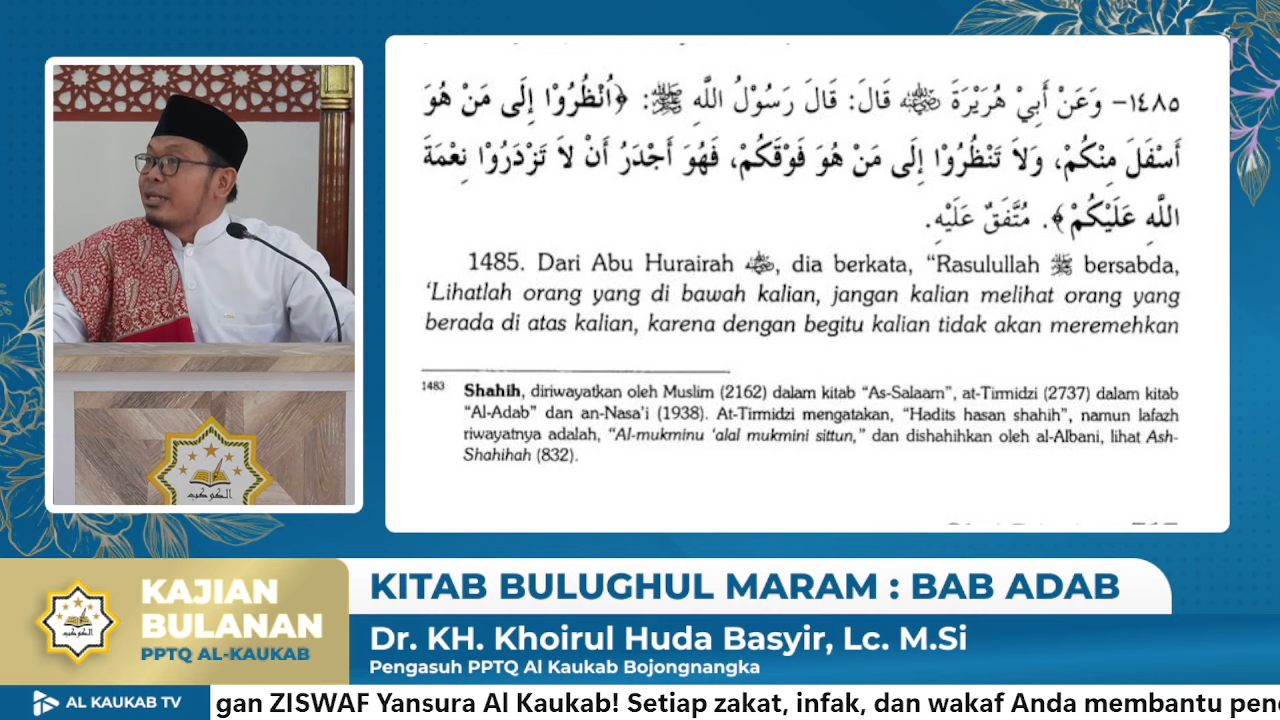 ١٤٨٥- وَعَنْ أَبِيْ هُرَيْرَةَ ﵁ قَالَ: قَالَ رَسُوْلُ اللَّهِ ﷺ: ﴿اُنْظُرُوْا إِلَى مَنْ هُوَ
أَسْفَلَ مِنْكُمْ، وَلاَ تَنْظُرُوْا إِلَى مَنْ هُوَ فَوْقَكُمْ، فَهُوَ أَجْدَرُ أَنْ لاَ تَزْدَرُوْا نِعْمَةَ
اللَّهِ عَلَيْكُمْ﴾. مُتَّفَقٌ عَلَيْهِ.
1485. Dari Abu Hurairah ﵁, dia berkata, “Rasulullah ﷺ bersabda,
‘Lihatlah orang yang di bawah kalian, jangan kalian melihat orang yang
berada di atas kalian, karena dengan begitu kalian tidak akan meremehkan
1483 Shahih, diriwayatkan oleh Muslim (2162) dalam kitab “As-Salaam”, at-Tirmidzi (2737) dalam kitab
“Al-Adab” dan an-Nasa’i (1938). At-Tirmidzi mengatakan, “Hadits hasan shahih”, namun lafazh
riwayatnya adalah, “Al-mukminu ‘alal mukmini sittun,” dan dishahihkan oleh al-Albani, lihat Ash-
Shahihah (832).
الكوكب
KAJIAN
BULANAN
PPTQ AL-KAUKAB
KITAB BULUGHUL MARAM : BAB ADAB
Dr. KH. Khoirul Huda Basyir, Lc. M.Si
Pengasuh PPTQ Al Kaukab Bojongnangka
AL KAUKAB TV
gan ZISWAF Yansura Al Kaukab! Setiap zakat, infak, dan wakaf Anda membantu pen